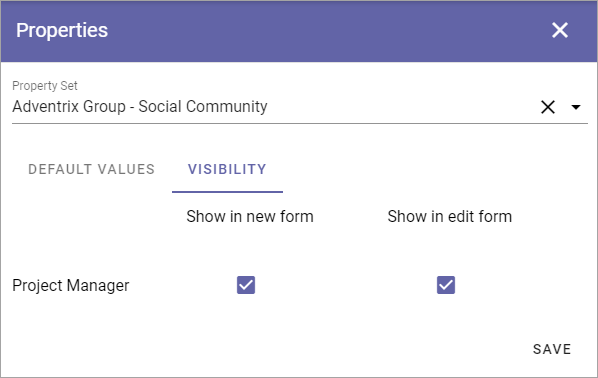 Properties
Property Set
Adventrix Group - Social Community
DEFAULT VALUES VISIBILITY
Show in new form Show in edit form
Project Manager
SAVE